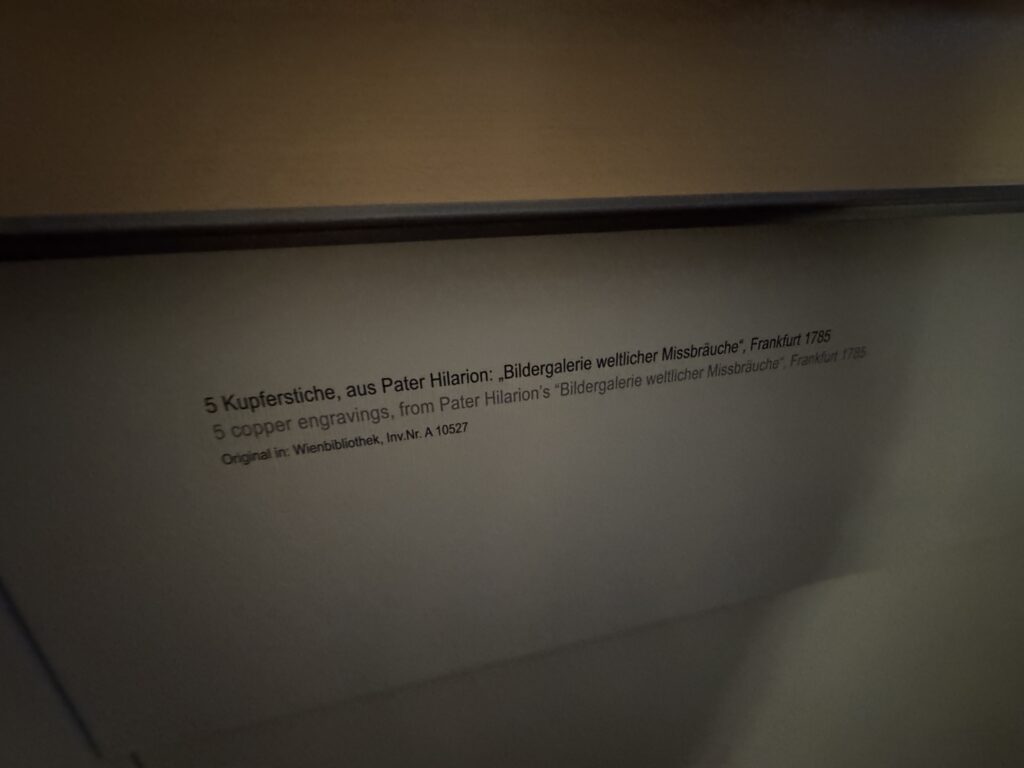 5 Kupferstiche, aus Pater Hilarion: „Bildergalerie weltlicher Missbräuche“, Frankfurt 1785
5 copper engravings, from Pater Hilarion’s “Bildergalerie weltlicher Missbräuche”, Frankfurt 1785
Original in: Wienbibliothek, Inv.Nr. A 10527